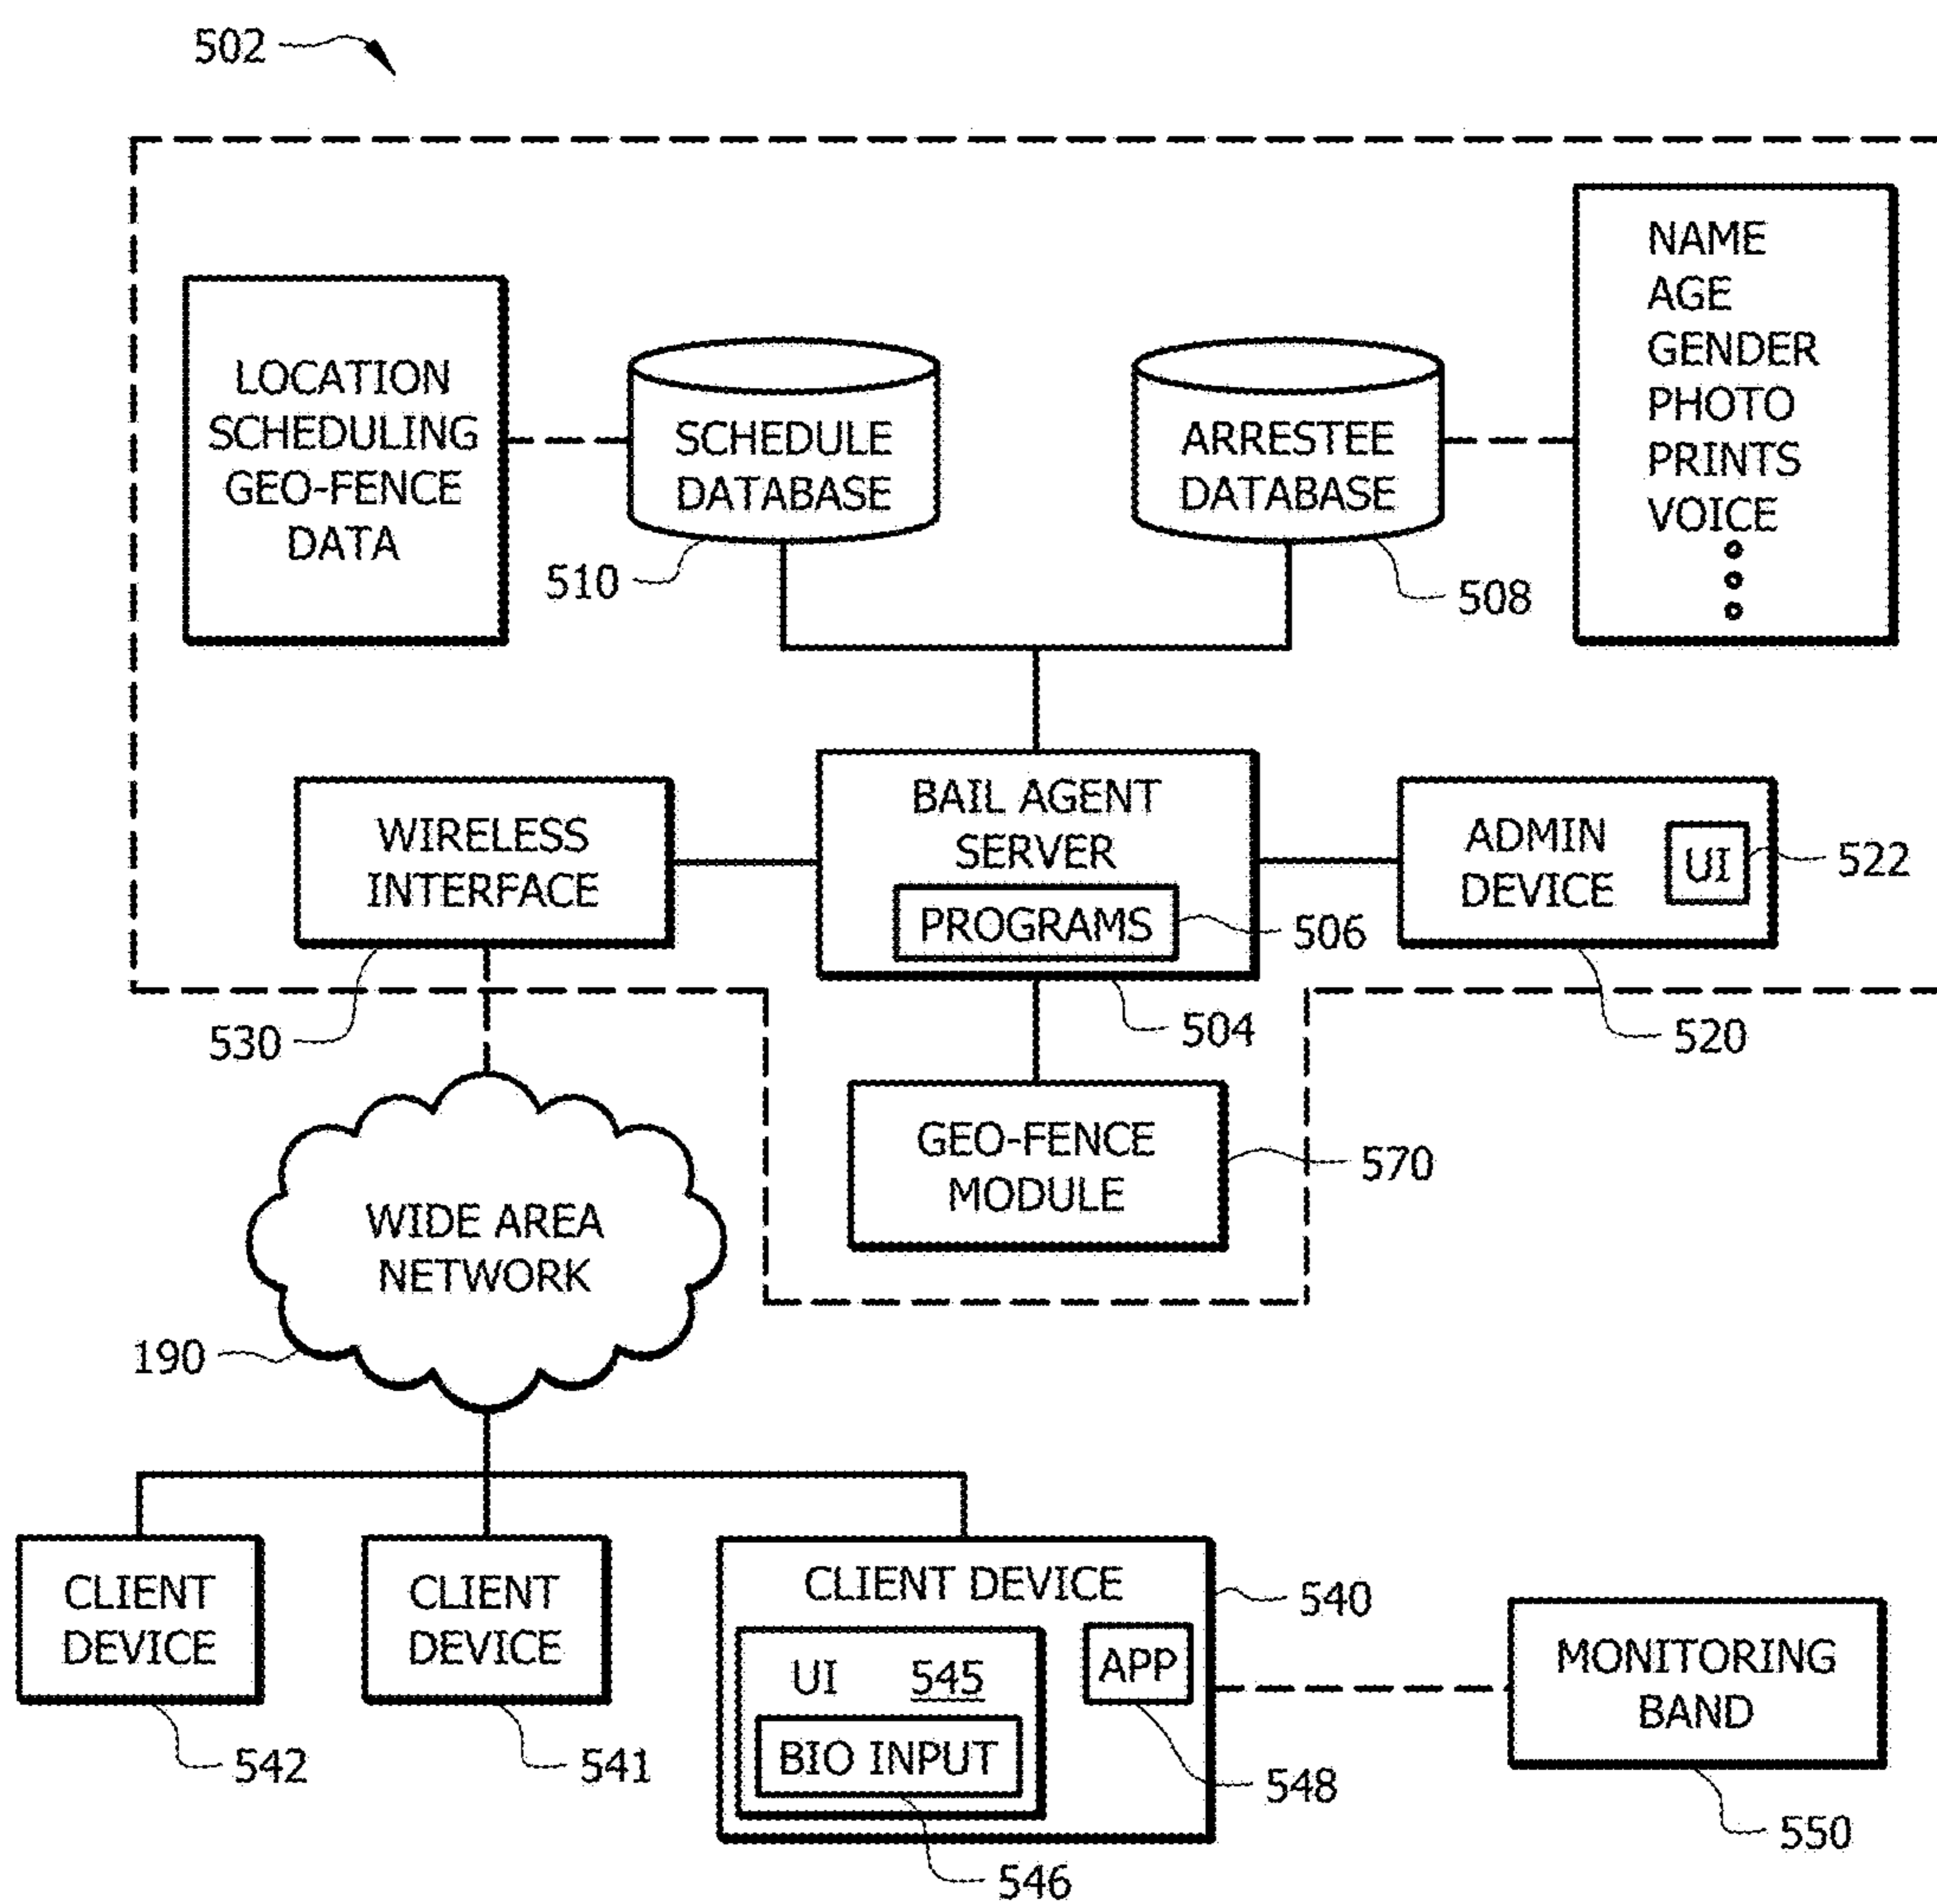 502
NAME
AGE
GENDER
PHOTO
PRINTS
VOICE
LOCATION
SCHEDULING
GEO-FENCE
DATA
SCHEDULE
DATABASE
ARRESTEE
DATABASE
510
508
WIRELESS
INTERFACE
BAIL AGENT
SERVER
PROGRAMS
506
ADMIN
DEVICE
UI
522
530
504
520
GEO-FENCE
MODULE
570
WIDE AREA
NETWORK
190
CLIENT
DEVICE
542
CLIENT
DEVICE
541
CLIENT DEVICE
540
UI 545
APP
BIO INPUT
548
546
MONITORING
BAND
550